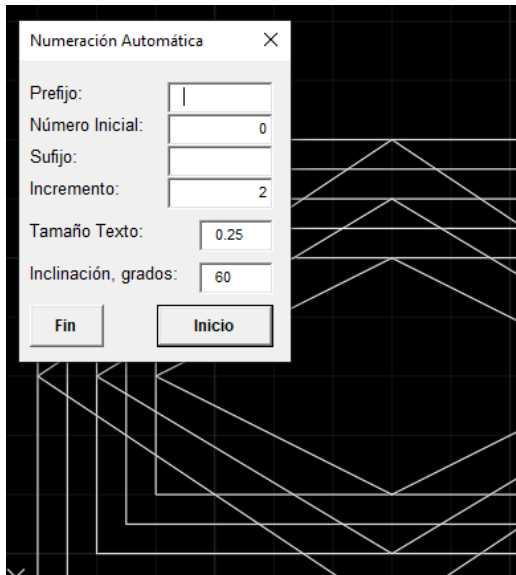 Numeración Automática
Prefijo:
Número Inicial: 0
Sufijo:
Incremento: 2
Tamaño Texto: 0.25
Inclinación, grados: 60
Fin Inicio